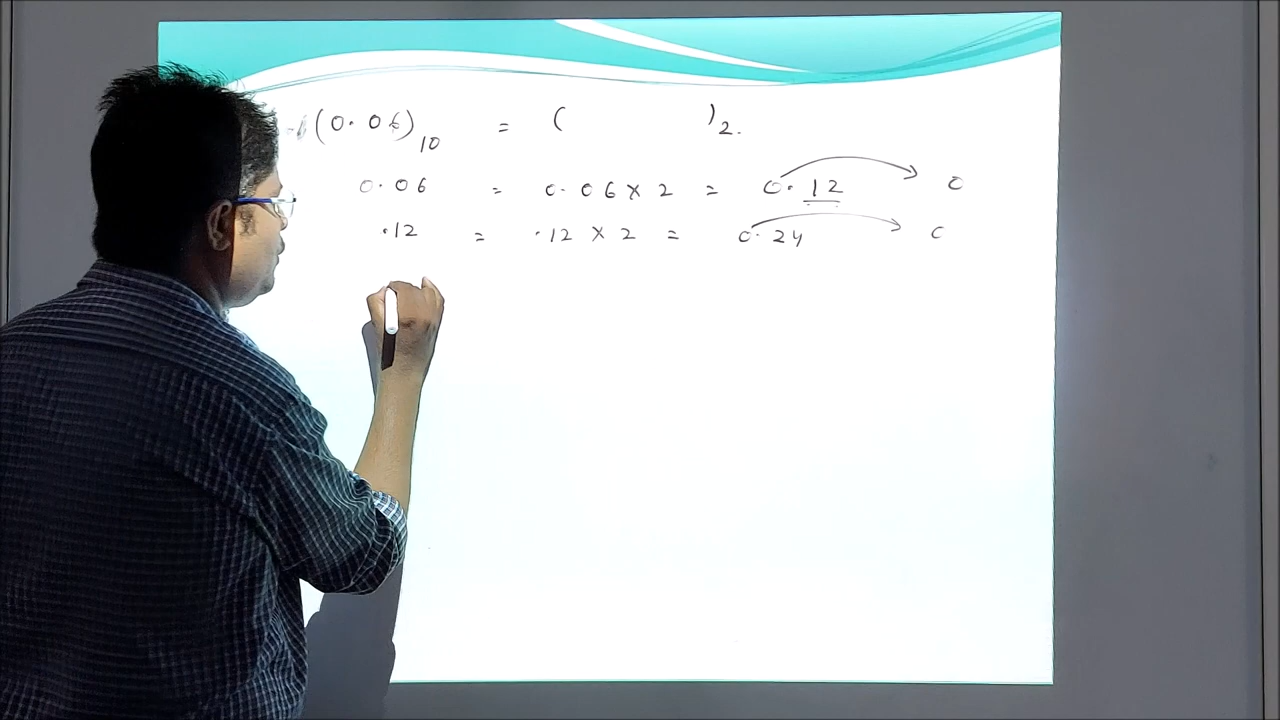 (0.06)10 = ( )2.
0.06 = 0.06 x 2 = 0.12 0
.12 = .12 x 2 = 0.24 0